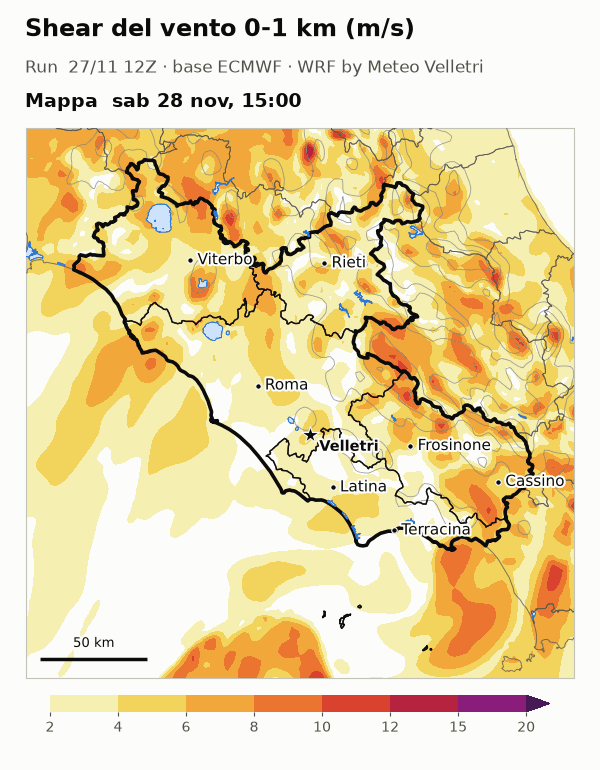 Shear del vento 0-1 km (m/s)
Run  27/11 12Z · base ECMWF · WRF by Meteo Velletri
Mappa  sab 28 nov, 15:00
Viterbo
Rieti
Roma
Velletri
Frosinone
Latina
Cassino
Terracina
50 km
2 4 6 8 10 12 15 20